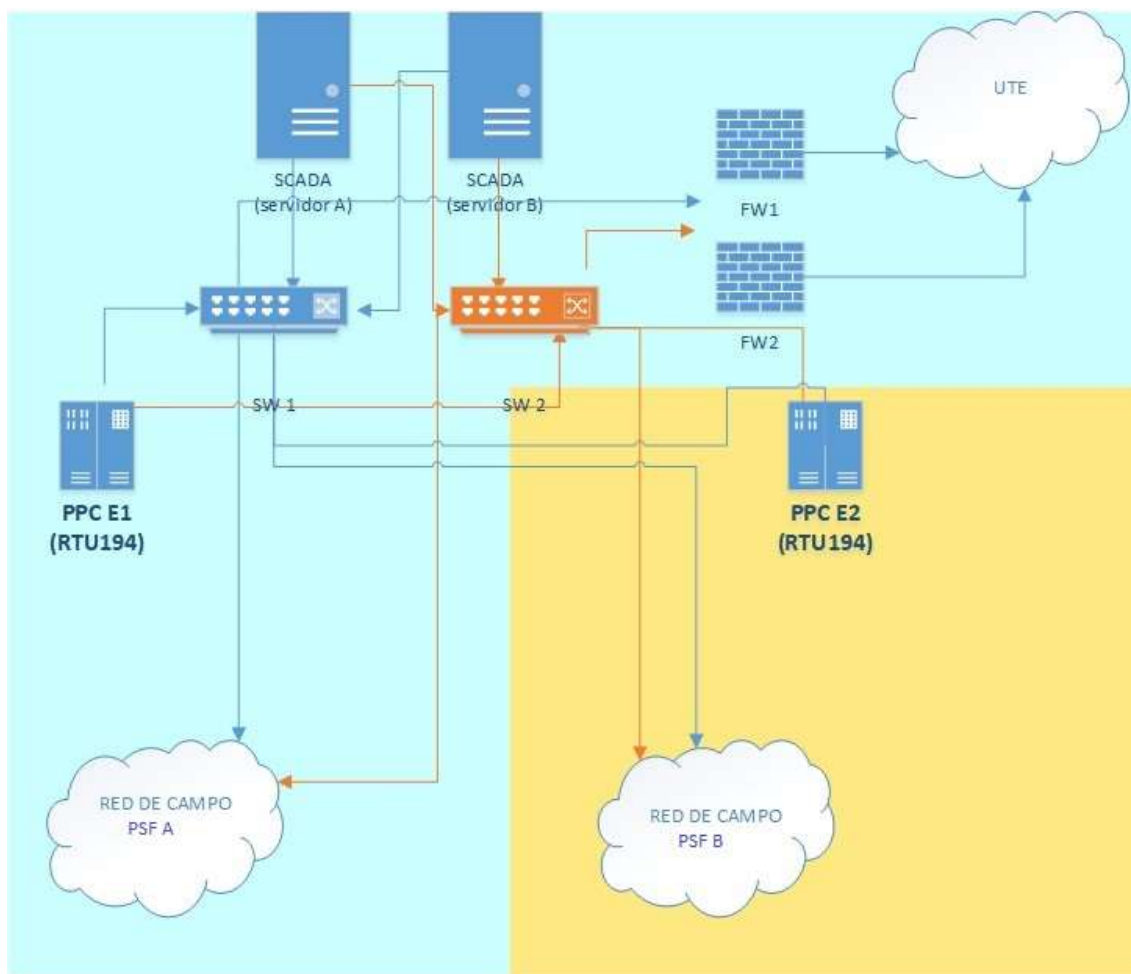 UTE
SCADA
(servidor A)
SCADA
(servidor B)
FW1
FW2
SW 1
SW 2
PPC E1
(RTU194)
PPC E2
(RTU194)
RED DE CAMPO
PSF A
RED DE CAMPO
PSF B